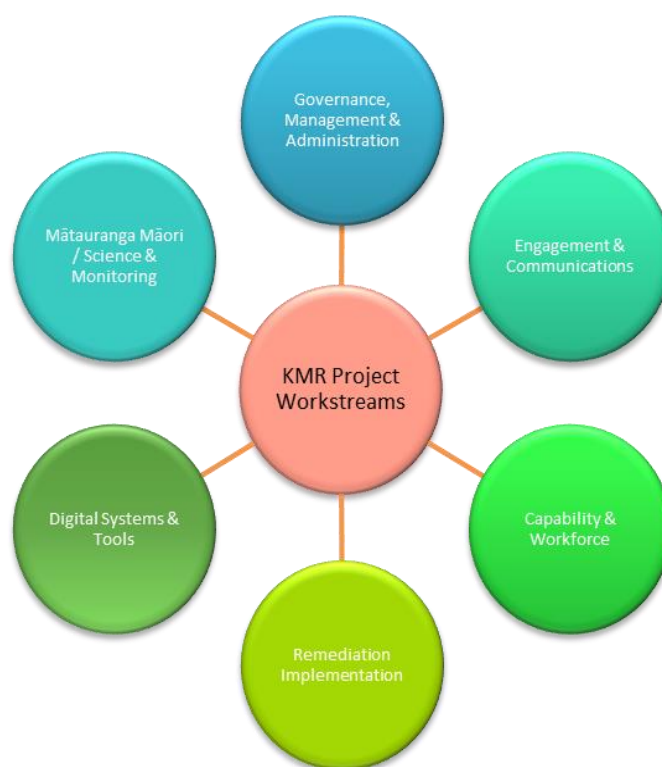 Governance,
Management &
Administration
Engagement &
Communications
Capability &
Workforce
Remediation
Implementation
Digital Systems &
Tools
Mātauranga Māori
/ Science &
Monitoring
KMR Project
Workstreams